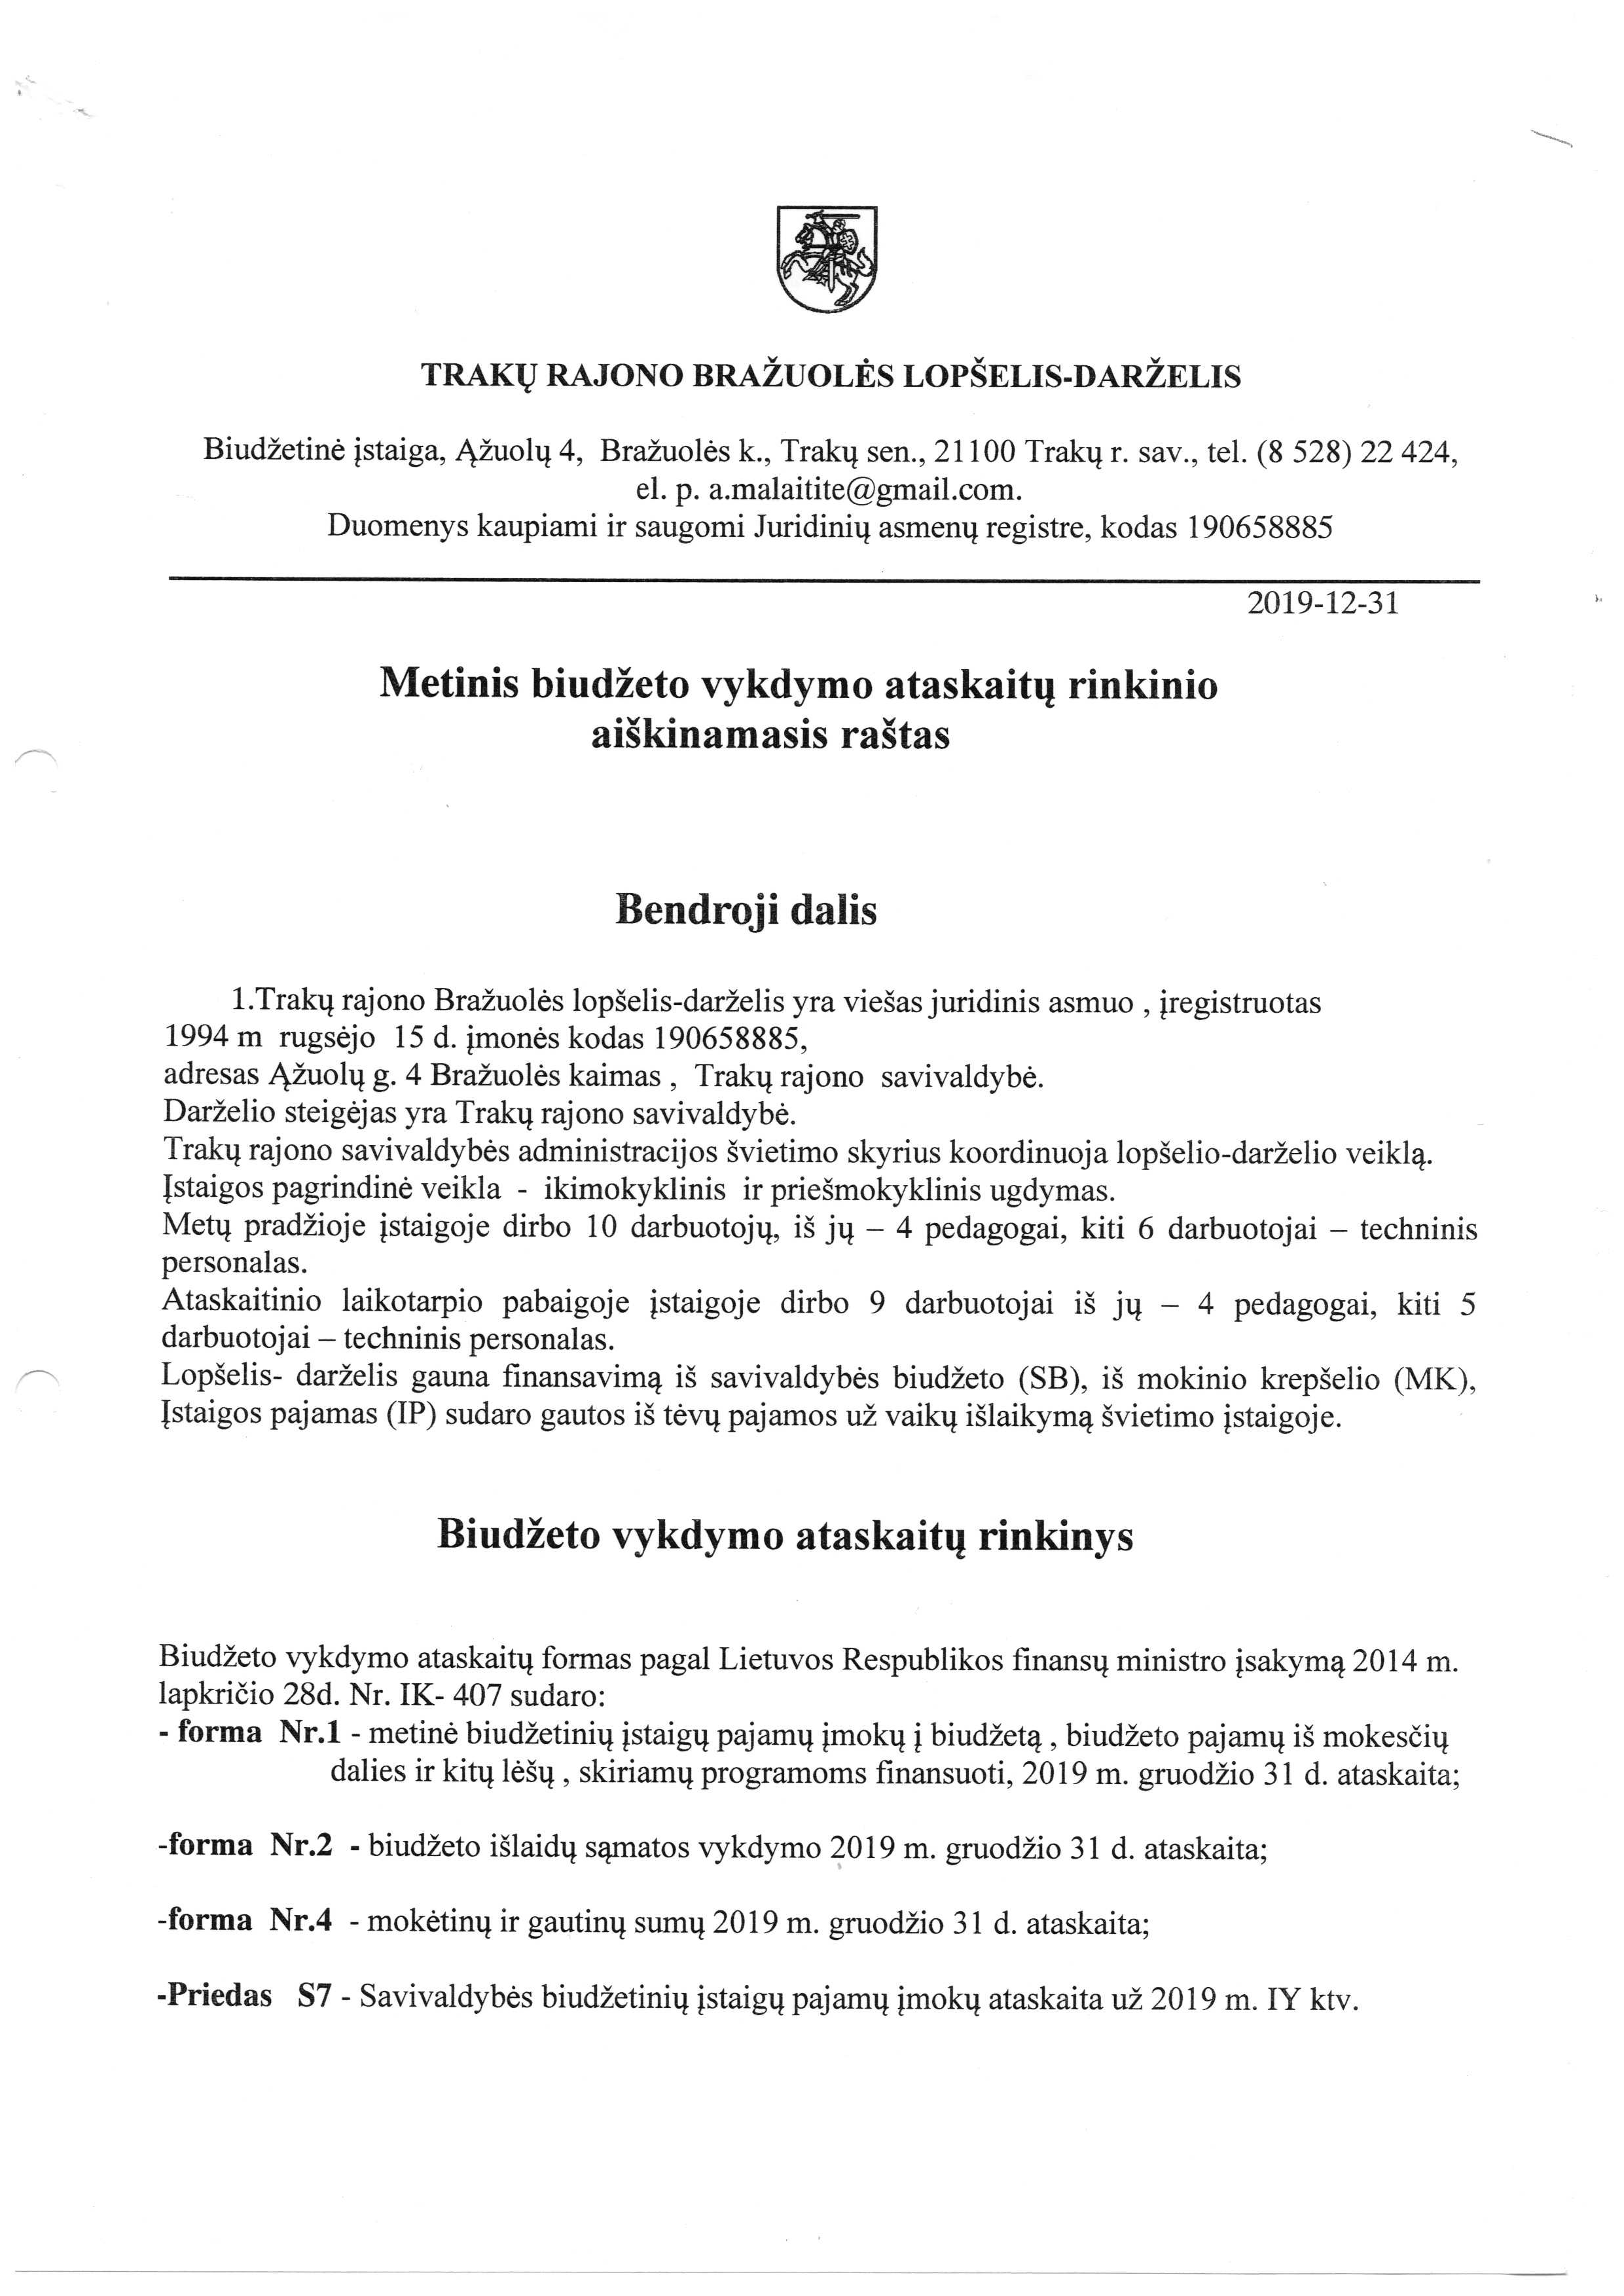 TRAKŲ RAJONO BRAŽUOLĖS LOPŠELIS-DARŽELIS
Biudžetinė įstaiga, Ąžuolų 4, Bražuolės k., Trakų sen., 21100 Trakų r. sav., tel. (8 528) 22 424,
el. p. a.malaitite@gmail.com.
Duomenys kaupiami ir saugomi Juridinių asmenų registre, kodas 190658885
2019-12-31
Metinis biudžeto vykdymo ataskaitų rinkinio
aiškinamasis raštas
Bendroji dalis
1.Trakų rajono Bražuolės lopšelis-darželis yra viešas juridinis asmuo , įregistruotas
1994 m rugsėjo 15 d. įmonės kodas 190658885,
adresas Ąžuolų g. 4 Bražuolės kaimas , Trakų rajono savivaldybė.
Darželio steigėjas yra Trakų rajono savivaldybė.
Trakų rajono savivaldybės administracijos švietimo skyrius koordinuoja lopšelio-darželio veiklą.
Įstaigos pagrindinė veikla - ikimokyklinis ir priešmokyklinis ugdymas.
Metų pradžioje įstaigoje dirbo 10 darbuotojų, iš jų – 4 pedagogai, kiti 6 darbuotojai – techninis
personalas.
Ataskaitinio laikotarpio pabaigoje įstaigoje dirbo 9 darbuotojai iš jų – 4 pedagogai, kiti 5
darbuotojai – techninis personalas.
Lopšelis- darželis gauna finansavimą iš savivaldybės biudžeto (SB), iš mokinio krepšelio (MK),
Įstaigos pajamas (IP) sudaro gautos iš tėvų pajamos už vaikų išlaikymą švietimo įstaigoje.
Biudžeto vykdymo ataskaitų rinkinys
Biudžeto vykdymo ataskaitų formas pagal Lietuvos Respublikos finansų ministro įsakymą 2014 m.
lapkričio 28d. Nr. IK- 407 sudaro:
- forma Nr.1 - metinė biudžetinių įstaigų pajamų įmokų į biudžetą , biudžeto pajamų iš mokesčių
dalies ir kitų lėšų , skiriamų programoms finansuoti, 2019 m. gruodžio 31 d. ataskaita;
-forma Nr.2 - biudžeto išlaidų sąmatos vykdymo 2019 m. gruodžio 31 d. ataskaita;
-forma Nr.4 - mokėtinų ir gautinų sumų 2019 m. gruodžio 31 d. ataskaita;
-Priedas S7 - Savivaldybės biudžetinių įstaigų pajamų įmokų ataskaita už 2019 m. IY ktv.